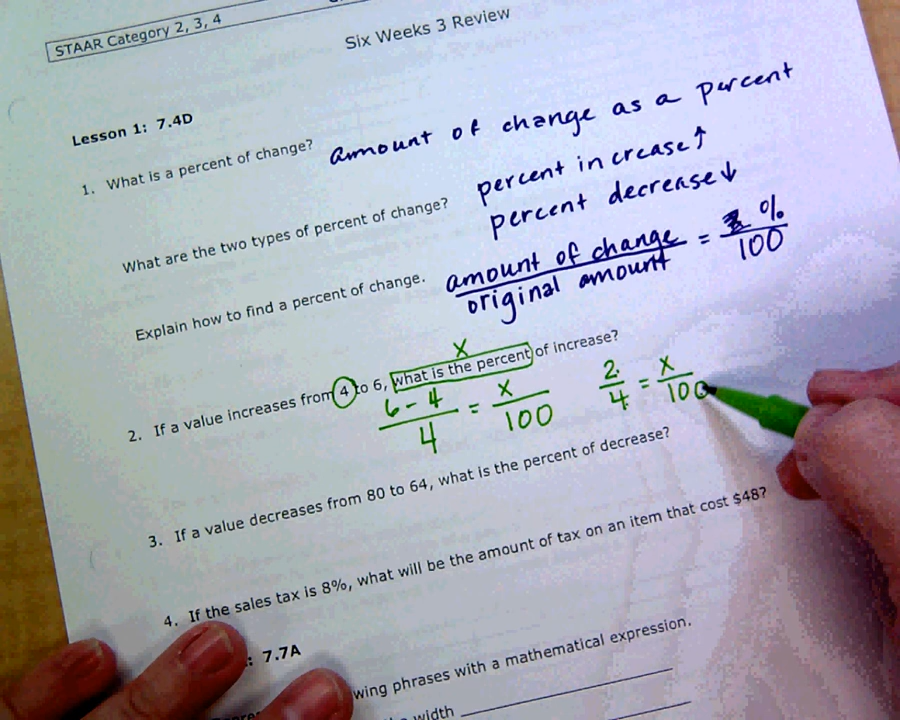 STAAR Category 2, 3, 4
Six Weeks 3 Review
Lesson 1: 7.4D
1. What is a percent of change? amount of change as a percent
What are the two types of percent of change? percent increase ↑
percent decrease ↓
Explain how to find a percent of change. amount of change / original amount = % / 100
x
2. If a value increases from 4 to 6, what is the percent of increase?
6 - 4 / 4 = x / 100 2 / 4 = x / 100
3. If a value decreases from 80 to 64, what is the percent of decrease?
4. If the sales tax is 8%, what will be the amount of tax on an item that cost $48?
: 7.7A
wing phrases with a mathematical expression.
width